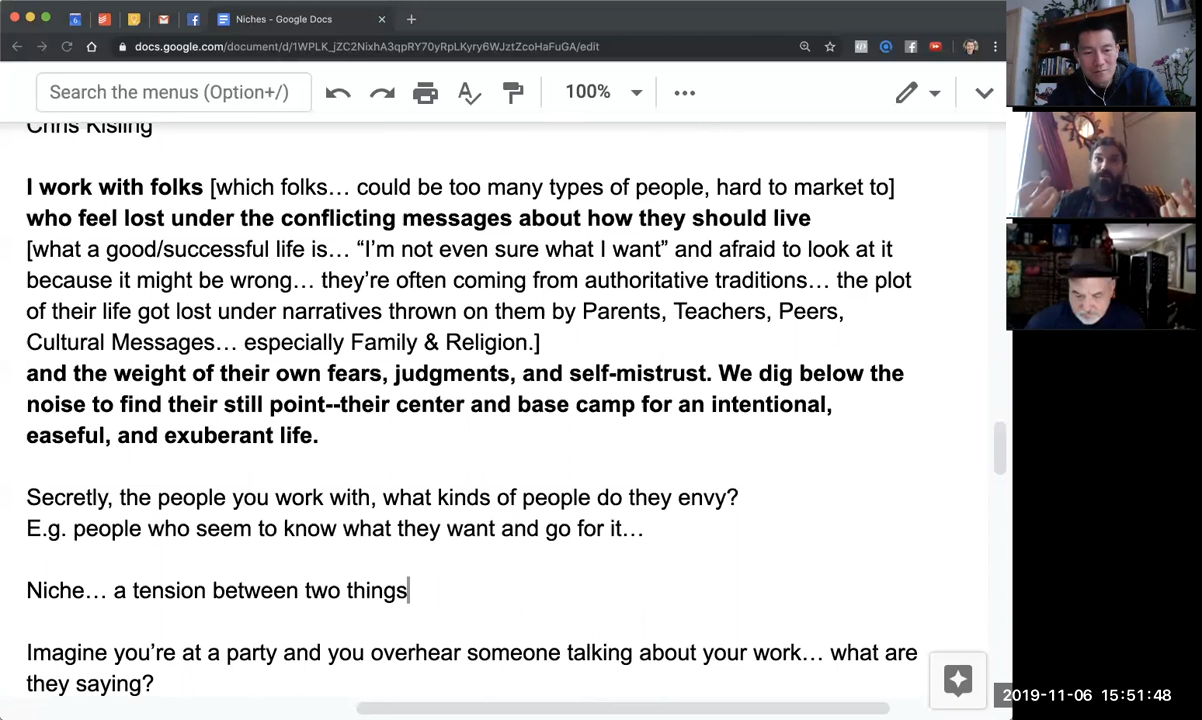 Niches - Google Docs
docs.google.com/document/d/1WPLK_jZC2NixhA3qpRY70yRpLKyry6WJztZcoHaFuGA/edit
Search the menus (Option+/)
100%
Chris Kisling
I work with folks [which folks… could be too many types of people, hard to market to]
who feel lost under the conflicting messages about how they should live
[what a good/successful life is… “I’m not even sure what I want” and afraid to look at it
because it might be wrong… they’re often coming from authoritative traditions… the plot
of their life got lost under narratives thrown on them by Parents, Teachers, Peers,
Cultural Messages… especially Family & Religion.]
and the weight of their own fears, judgments, and self-mistrust. We dig below the
noise to find their still point--their center and base camp for an intentional,
easeful, and exuberant life.
Secretly, the people you work with, what kinds of people do they envy?
E.g. people who seem to know what they want and go for it…
Niche… a tension between two things
Imagine you’re at a party and you overhear someone talking about your work… what are
they saying?
2019-11-06 15:51:48